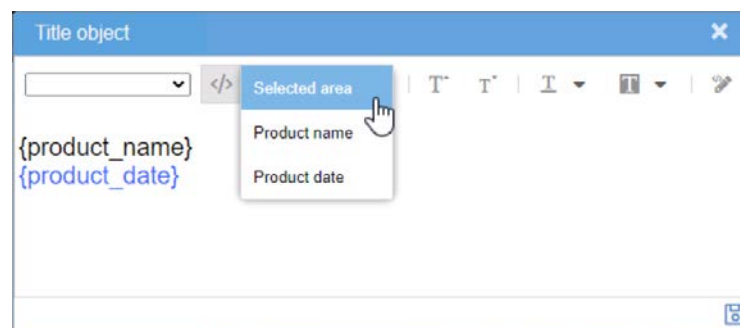 Title object
</> Selected area T T T T
Product name
Product date
{product_name}
{product_date}